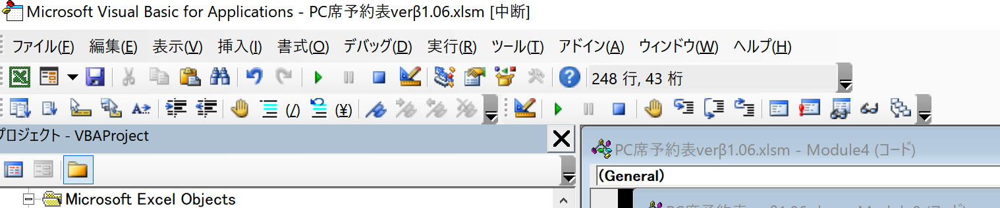 Microsoft Visual Basic for Applications - PC席予約表verβ1.06.xlsm [中断]
ファイル(F) 編集(E) 表示(V) 挿入(I) 書式(O) デバッグ(D) 実行(R) ツール(T) アドイン(A) ウィンドウ(W) ヘルプ(H)
248 行, 43 桁
(/) (¥)
プロジェクト - VBAProject
PC席予約表verβ1.06.xlsm - Module4 (コード)
(General)
Microsoft Excel Objects